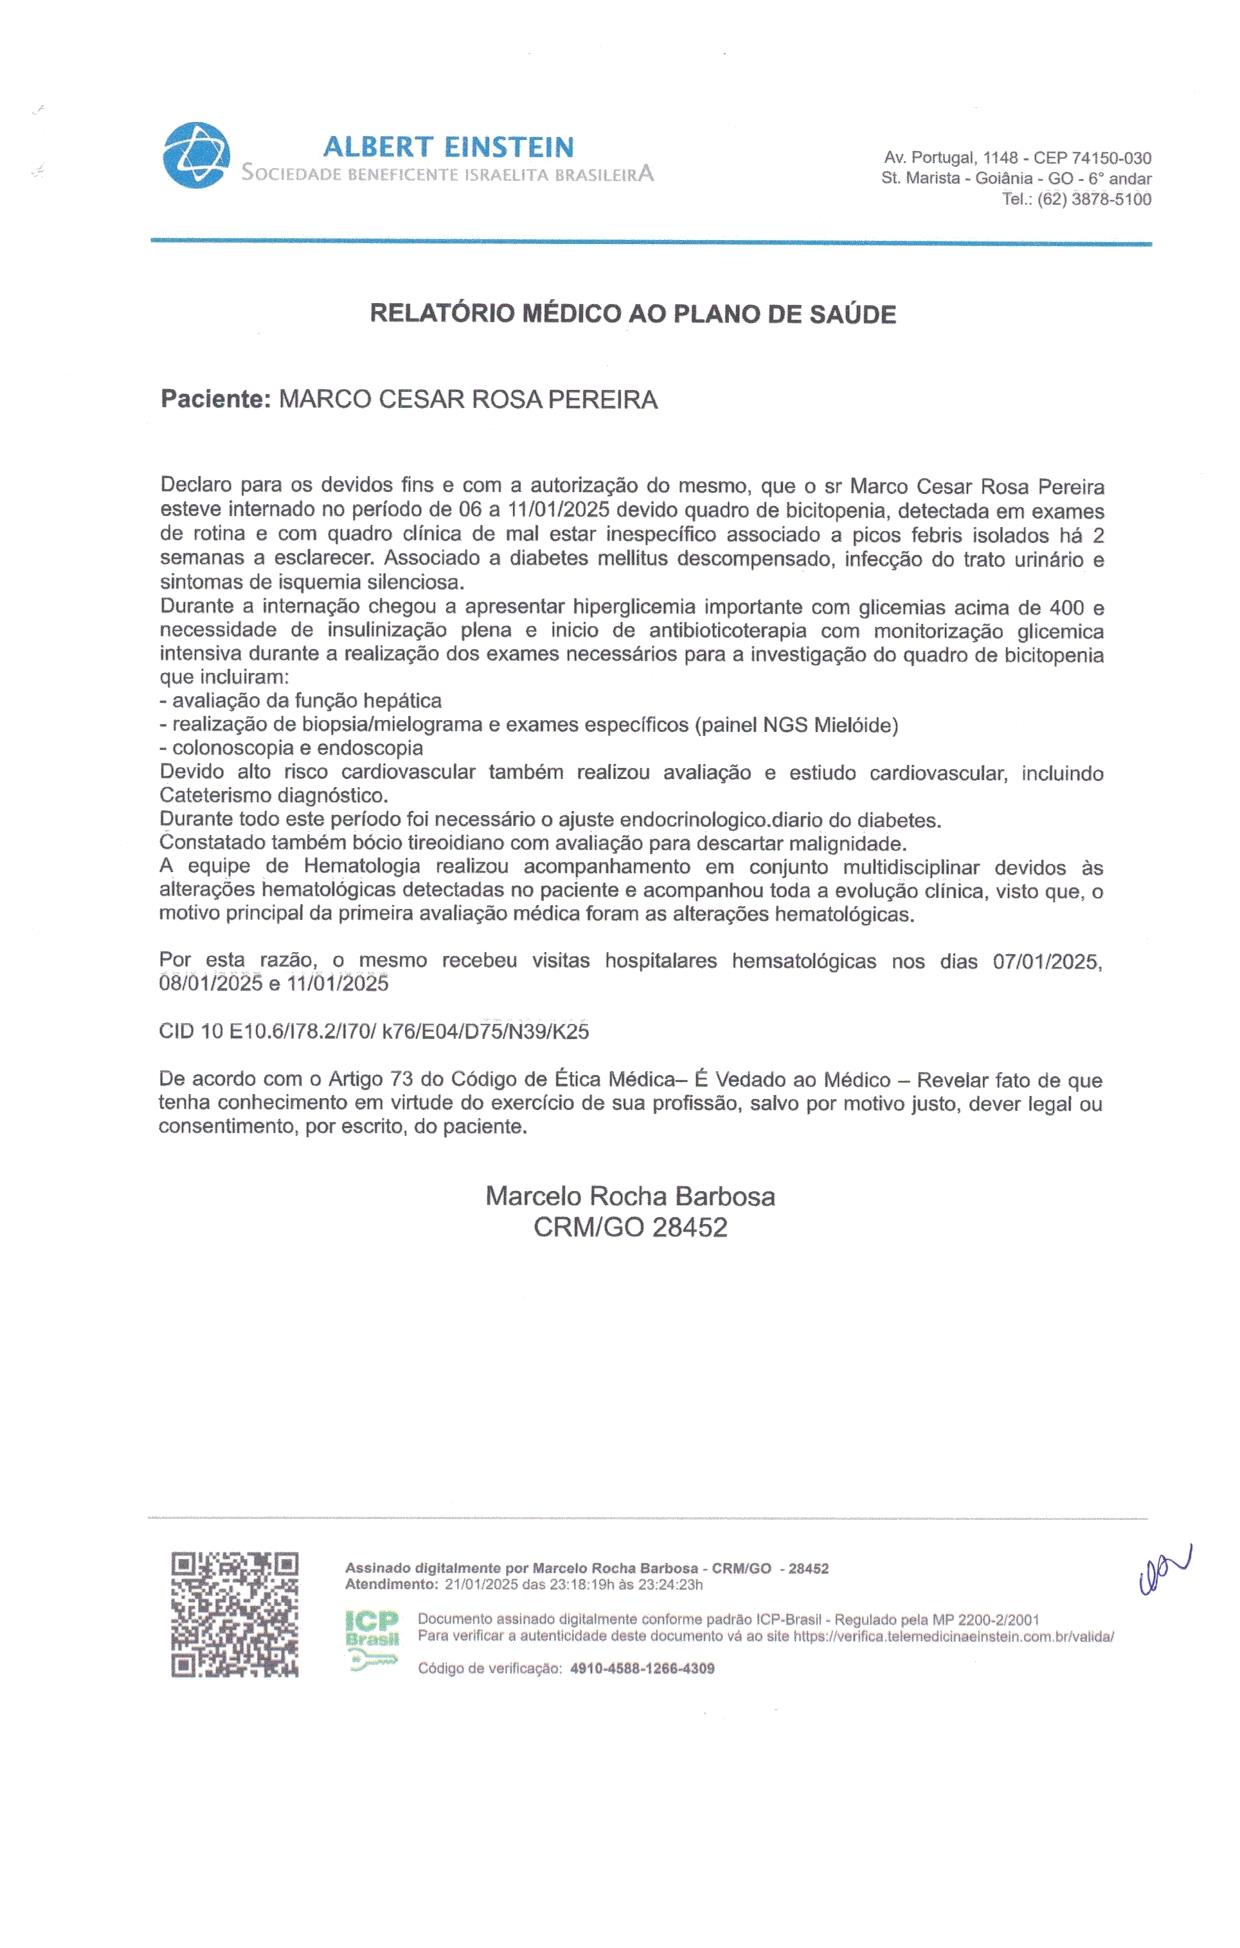 ALBERT EINSTEIN
SOCIEDADE BENEFICENTE ISRAELITA BRASILEIRA
Av. Portugal, 1148 - CEP 74150-030
St. Marista - Goiânia - GO - 6° andar
Tel.: (62) 3878-5100
RELATÓRIO MÉDICO AO PLANO DE SAÚDE
Paciente: MARCO CESAR ROSA PEREIRA
Declaro para os devidos fins e com a autorização do mesmo, que o sr Marco Cesar Rosa Pereira
esteve internado no período de 06 a 11/01/2025 devido quadro de bicitopenia, detectada em exames
de rotina e com quadro clínica de mal estar inespecífico associado a picos febris isolados há 2
semanas a esclarecer. Associado a diabetes mellitus descompensado, infecção do trato urinário e
sintomas de isquemia silenciosa.
Durante a internação chegou a apresentar hiperglicemia importante com glicemias acima de 400 e
necessidade de insulinização plena e inicio de antibioticoterapia com monitorização glicemica
intensiva durante a realização dos exames necessários para a investigação do quadro de bicitopenia
que incluiram:
- avaliação da função hepática
- realização de biopsia/mielograma e exames específicos (painel NGS Mielóide)
- colonoscopia e endoscopia
Devido alto risco cardiovascular também realizou avaliação e estiudo cardiovascular, incluindo
Cateterismo diagnóstico.
Durante todo este período foi necessário o ajuste endocrinologico.diario do diabetes.
Constatado também bócio tireoidiano com avaliação para descartar malignidade.
A equipe de Hematologia realizou acompanhamento em conjunto multidisciplinar devidos às
alterações hematológicas detectadas no paciente e acompanhou toda a evolução clínica, visto que, o
motivo principal da primeira avaliação médica foram as alterações hematológicas.
Por esta razão, o mesmo recebeu visitas hospitalares hemsatológicas nos dias 07/01/2025,
08/01/2025 e 11/01/2025
CID 10 E10.6/I78.2/I70/ k76/E04/D75/N39/K25
De acordo com o Artigo 73 do Código de Ética Médica– É Vedado ao Médico – Revelar fato de que
tenha conhecimento em virtude do exercício de sua profissão, salvo por motivo justo, dever legal ou
consentimento, por escrito, do paciente.
Marcelo Rocha Barbosa
CRM/GO 28452
Assinado digitalmente por Marcelo Rocha Barbosa - CRM/GO - 28452
Atendimento: 21/01/2025 das 23:18:19h às 23:24:23h
ICP
Brasil
Documento assinado digitalmente conforme padrão ICP-Brasil - Regulado pela MP 2200-2/2001
Para verificar a autenticidade deste documento vá ao site https://verifica.telemedicinaeinstein.com.br/valida/
Código de verificação: 4910-4588-1266-4309